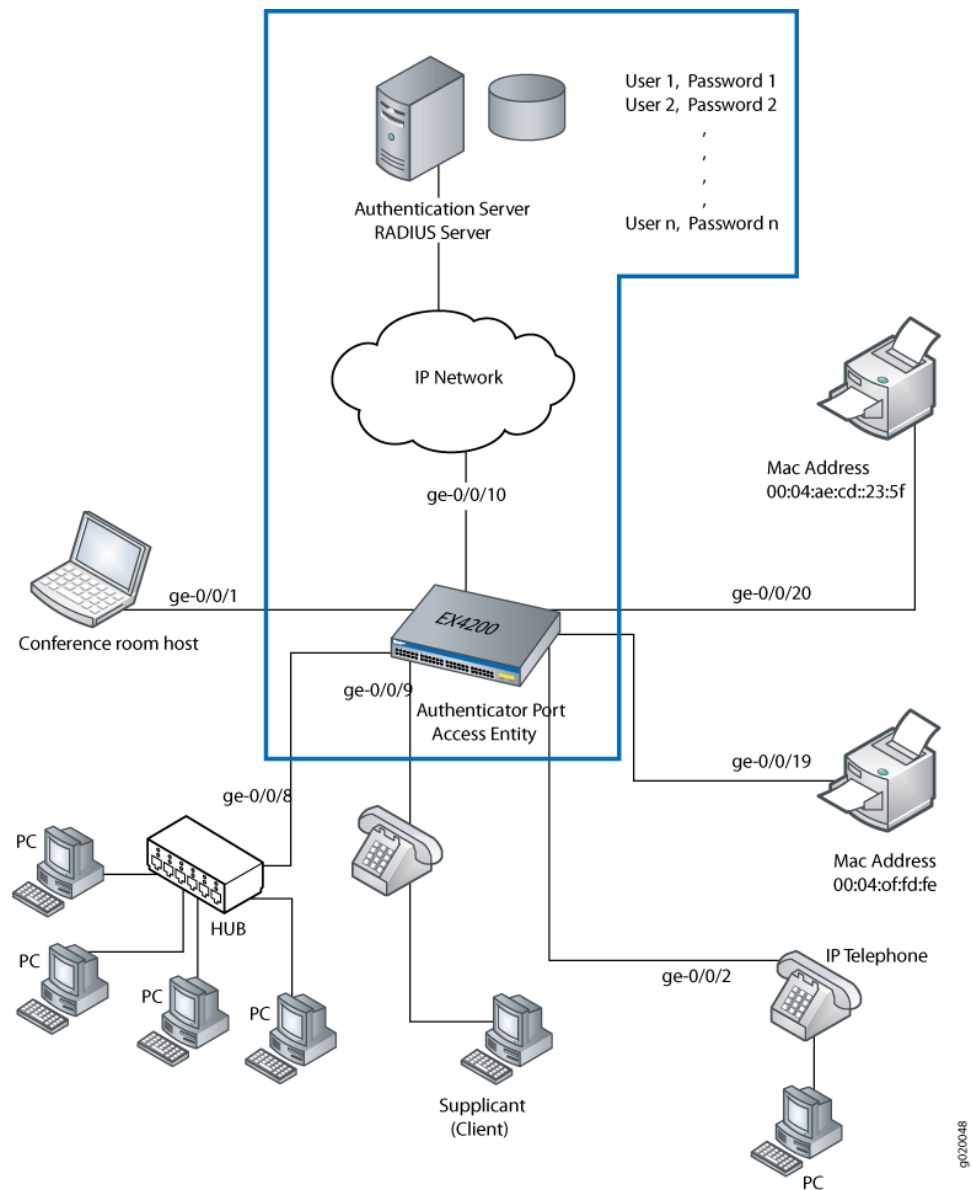 User 1, Password 1
User 2, Password 2
,
,
,
,
User n, Password n
Authentication Server
RADIUS Server
IP Network
ge-0/0/10
Mac Address
00:04:ae:cd::23:5f
ge-0/0/1
ge-0/0/20
EX4200
Conference room host
ge-0/0/9
Authenticator Port
Access Entity
ge-0/0/19
ge-0/0/8
PC
Mac Address
00:04:of:fd:fe
HUB
PC
PC
PC
IP Telephone
ge-0/0/2
Supplicant
(Client)
PC
g020048